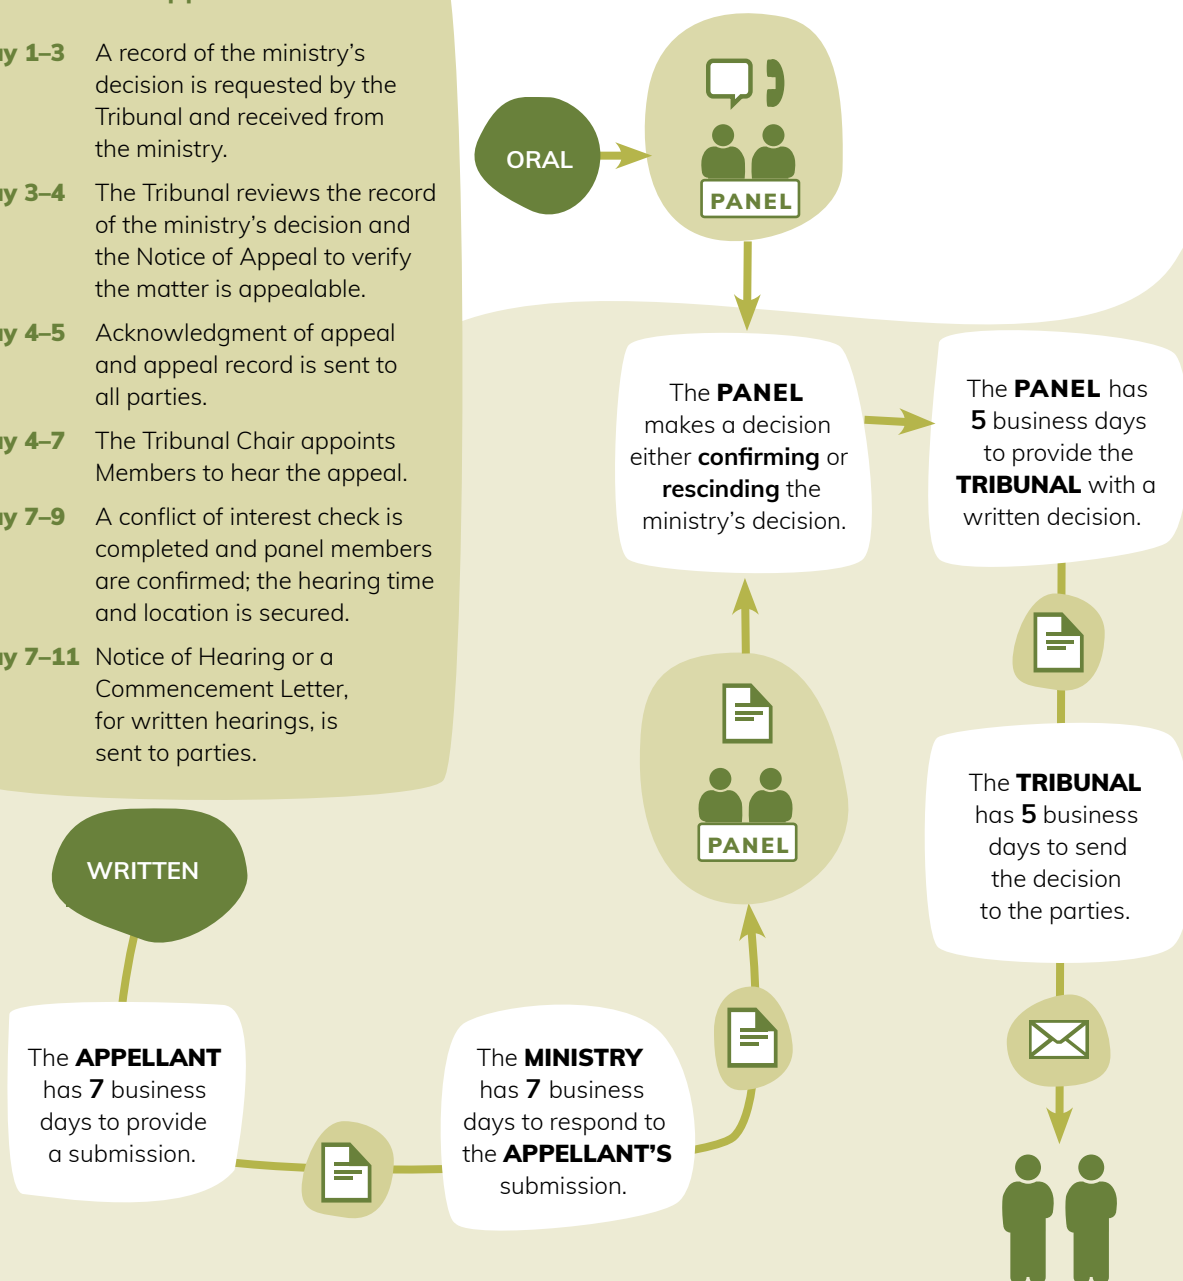 1–3 A record of the ministry’s
decision is requested by the
Tribunal and received from
the ministry.
3–4 The Tribunal reviews the record
of the ministry’s decision and
the Notice of Appeal to verify
the matter is appealable.
4–5 Acknowledgment of appeal
and appeal record is sent to
all parties.
4–7 The Tribunal Chair appoints
Members to hear the appeal.
7–9 A conflict of interest check is
completed and panel members
are confirmed; the hearing time
and location is secured.
7–11 Notice of Hearing or a
Commencement Letter,
for written hearings, is
sent to parties.
ORAL
PANEL
The PANEL
makes a decision
either confirming or
rescinding the
ministry’s decision.
The PANEL has
5 business days
to provide the
TRIBUNAL with a
written decision.
PANEL
The TRIBUNAL
has 5 business
days to send
the decision
to the parties.
WRITTEN
The APPELLANT
has 7 business
days to provide
a submission.
The MINISTRY
has 7 business
days to respond to
the APPELLANT’S
submission.